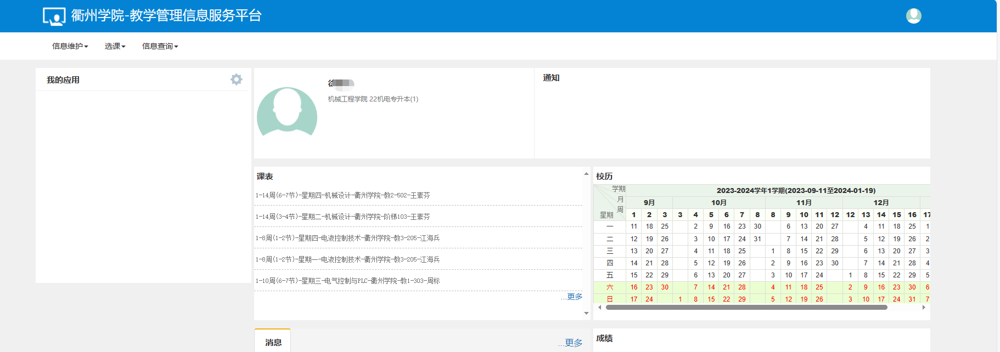 衢州学院-教学管理信息服务平台
信息维护 选课 信息查询
我的应用
徐
机械工程学院 22机电专升本(1)
通知
课表
1-14周(6-7节)-星期四-机械设计-衢州学院-教2-502-王素芬
1-14周(3-4节)-星期二-机械设计-衢州学院-阶梯103-王素芬
1-8周(1-2节)-星期四-电液控制技术-衢州学院-教3-205-江海兵
1-8周(1-2节)-星期一-电液控制技术-衢州学院-教3-205-江海兵
1-10周(6-7节)-星期三-电气控制与PLC-衢州学院-教1-303-周标
...更多
校历
学期 2023-2024学年1学期(2023-09-11至2024-01-19)
月 9月 10月 11月 12月
周 1 2 3 3 4 5 6 7 8 8 9 10 11 12 12 13 14 15 16 17
星期
一 11 18 25 2 9 16 23 30 6 13 20 27 4 11 18 25 1
二 12 19 26 3 10 17 24 31 7 14 21 28 5 12 19 26 2
三 13 20 27 4 11 18 25 1 8 15 22 29 6 13 20 27 3
四 14 21 28 5 12 19 26 2 9 16 23 30 7 14 21 28 4
五 15 22 29 6 13 20 27 3 10 17 24 1 8 15 22 29 5
六 16 23 30 7 14 21 28 4 11 18 25 2 9 16 23 30 6
日 17 24 1 8 15 22 29 5 12 19 26 3 10 17 24 31 7
消息
...更多
成绩